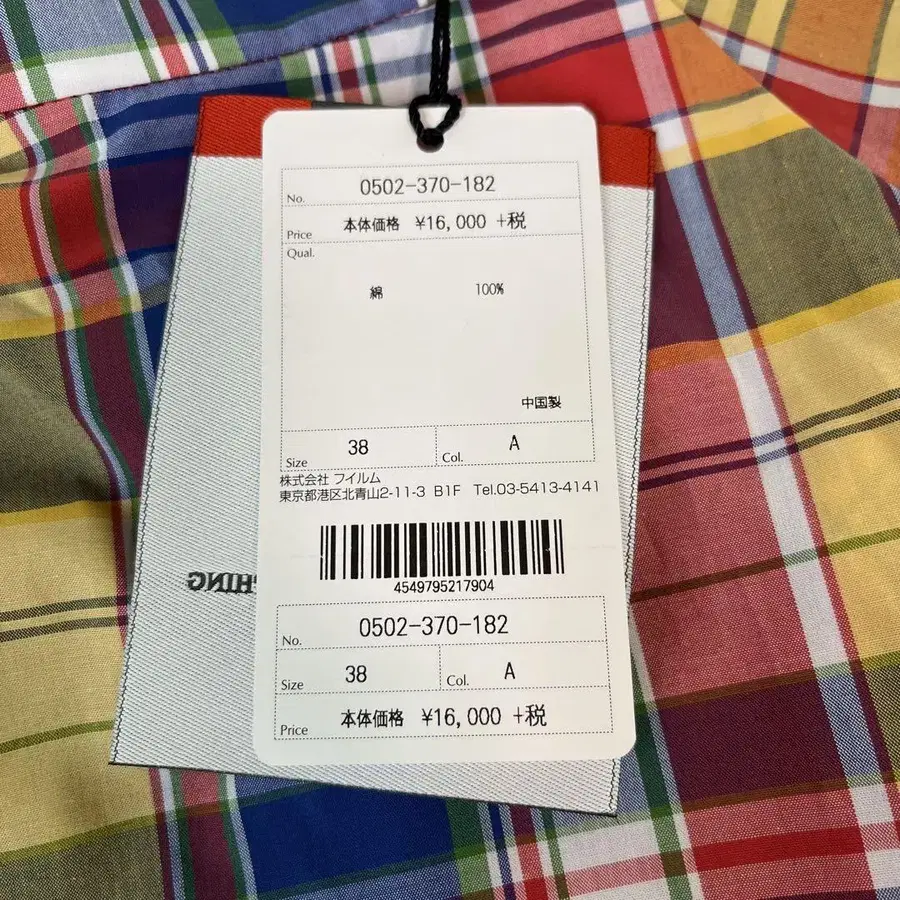 No. 0502-370-182
Price 本体価格 ¥16,000 +税
Qual.
綿 100%
中国製
Size 38 Col. A
株式会社 フイルム
東京都港区北青山2-11-3 B1F Tel.03-5413-4141
4549795217904
No. 0502-370-182
Size 38 Col. A
Price 本体価格 ¥16,000 +税